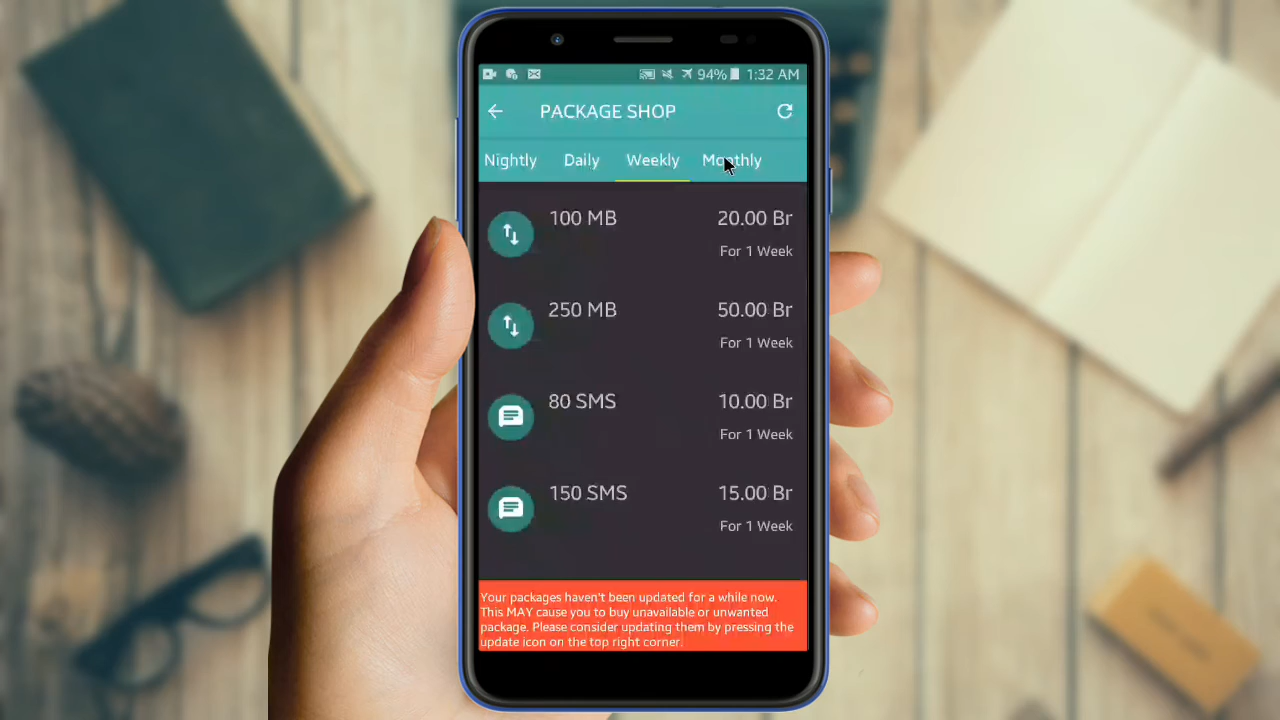 94% 1:32 AM
PACKAGE SHOP
Nightly Daily Weekly Monthly
100 MB 20.00 Br
For 1 Week
250 MB 50.00 Br
For 1 Week
80 SMS 10.00 Br
For 1 Week
150 SMS 15.00 Br
For 1 Week
Your packages haven't been updated for a while now.
This MAY cause you to buy unavailable or unwanted
package. Please consider updating them by pressing the
update icon on the top right corner.